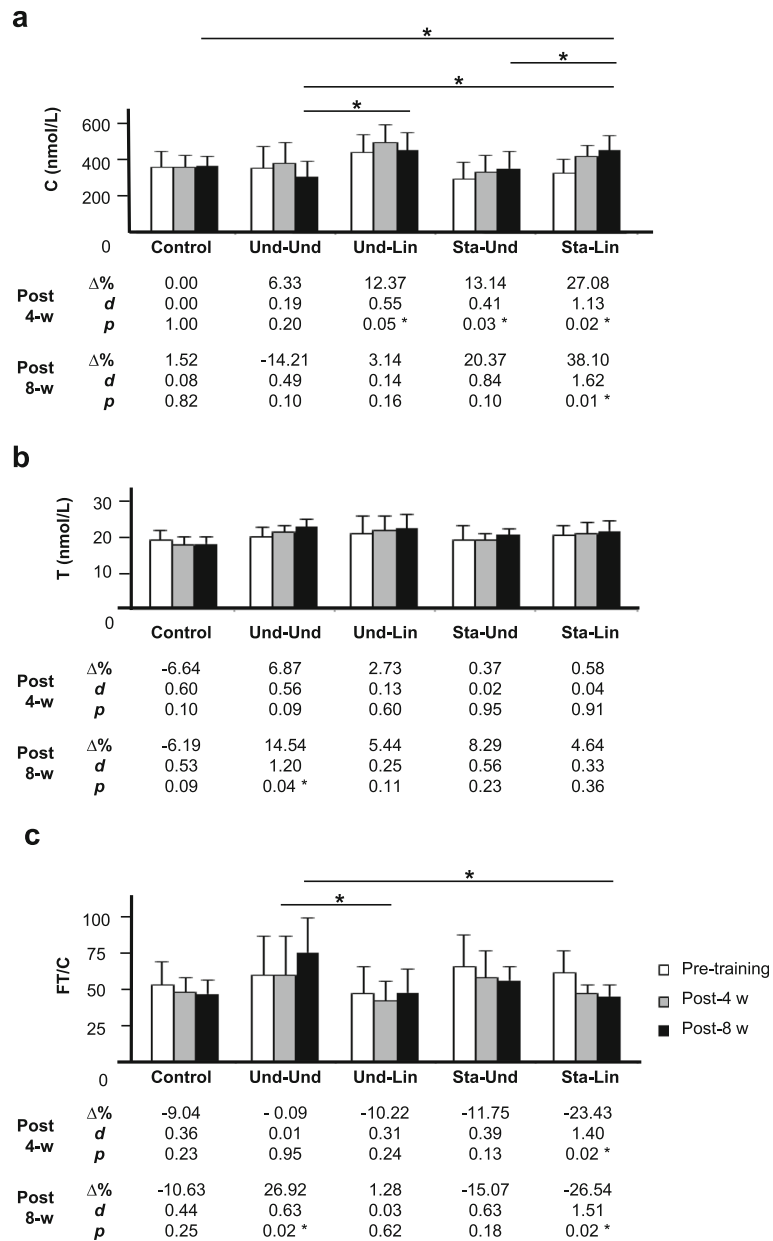 a
*
*
*
*
C (nmol/L)
600
400
200
0
Control Und-Und Und-Lin Sta-Und Sta-Lin
Post 4-w
Δ% 0.00 6.33 12.37 13.14 27.08
d 0.00 0.19 0.55 0.41 1.13
p 1.00 0.20 0.05 * 0.03 * 0.02 *
Post 8-w
Δ% 1.52 -14.21 3.14 20.37 38.10
d 0.08 0.49 0.14 0.84 1.62
p 0.82 0.10 0.16 0.10 0.01 *
b
T (nmol/L)
30
20
10
0
Control Und-Und Und-Lin Sta-Und Sta-Lin
Post 4-w
Δ% -6.64 6.87 2.73 0.37 0.58
d 0.60 0.56 0.13 0.02 0.04
p 0.10 0.09 0.60 0.95 0.91
Post 8-w
Δ% -6.19 14.54 5.44 8.29 4.64
d 0.53 1.20 0.25 0.56 0.33
p 0.09 0.04 * 0.11 0.23 0.36
c
*
*
FT/C
100
75
50
25
0
Pre-training
Post-4 w
Post-8 w
Control Und-Und Und-Lin Sta-Und Sta-Lin
Post 4-w
Δ% -9.04 - 0.09 -10.22 -11.75 -23.43
d 0.36 0.01 0.31 0.39 1.40
p 0.23 0.95 0.24 0.13 0.02 *
Post 8-w
Δ% -10.63 26.92 1.28 -15.07 -26.54
d 0.44 0.63 0.03 0.63 1.51
p 0.25 0.02 * 0.62 0.18 0.02 *